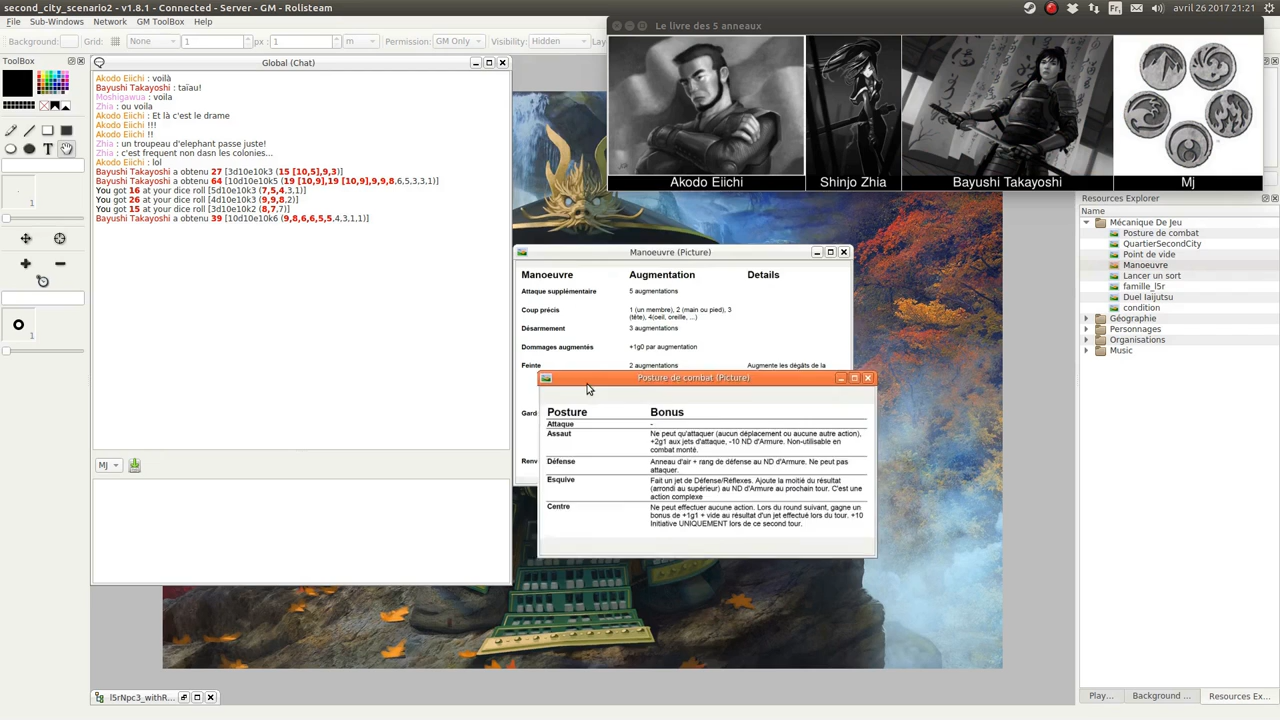 second_city_scenario2 - v1.8.1 - Connected - Server - GM - Rolisteam
Fr
avril 26 2017 21:21
File Sub-Windows Network GM ToolBox Help
Background: Grid: None 1 px : 1 m Permission: GM Only Visibility: Hidden
Le livre des 5 anneaux
Akodo Eiichi Shinjo Zhia Bayushi Takayoshi Mj
ToolBox
1
1
Global (Chat)
Akodo Eiichi : voilà
Bayushi Takayoshi : taïau!
Moshigawua : voila
Zhia : ou voila
Akodo Eiichi : Et là c'est le drame
Akodo Eiichi : !!!
Akodo Eiichi : !!
Zhia : un troupeau d'elephant passe juste!
Zhia : c'est frequent non dasn les colonies...
Akodo Eiichi : lol
Bayushi Takayoshi a obtenu 27 [3d10e10k3 (15 [10,5],9,3)]
Bayushi Takayoshi a obtenu 64 [10d10e10k5 (19 [10,9],19 [10,9],9,9,8,6,5,3,3,1)]
You got 16 at your dice roll [5d10e10k3 (7,5,4,3,1)]
You got 26 at your dice roll [4d10e10k3 (9,9,8,2)]
You got 15 at your dice roll [3d10e10k2 (8,7,7)]
Bayushi Takayoshi a obtenu 39 [10d10e10k6 (9,8,6,6,5,5,4,3,1,1)]
Mj
Manoeuvre (Picture)
Manoeuvre Augmentation Details
Attaque supplémentaire 5 augmentations
Coup précis 1 (un membre), 2 (main ou pied), 3
(tête), 4(oeil, oreille, ...)
Désarmement 3 augmentations
Dommages augmentés +1g0 par augmentation
Feinte 2 augmentations Augmente les dégâts de la
Gard
Renv
Posture de combat (Picture)
Posture Bonus
Attaque -
Assaut Ne peut qu'attaquer (aucun déplacement ou aucune autre action),
+2g1 aux jets d'attaque, -10 ND d'Armure. Non-utilisable en
combat monté.
Défense Anneau d'air + rang de défense au ND d'Armure. Ne peut pas
attaquer.
Esquive Fait un jet de Défense/Réflexes. Ajoute la moitié du résultat
(arrondi au supérieur) au ND d'Armure au prochain tour. C'est une
action complexe
Centre Ne peut effectuer aucune action. Lors du round suivant, gagne un
bonus de +1g1 + vide au résultat d'un jet effectué lors du tour. +10
Initiative UNIQUEMENT lors de ce second tour.
Resources Explorer
Name
Mécanique De Jeu
Posture de combat
QuartierSecondCity
Point de vide
Manoeuvre
Lancer un sort
famille_l5r
Duel Iaijutsu
condition
Géographie
Personnages
Organisations
Music
l5rNpc3_withR...
Play... Background ... Resources Ex...